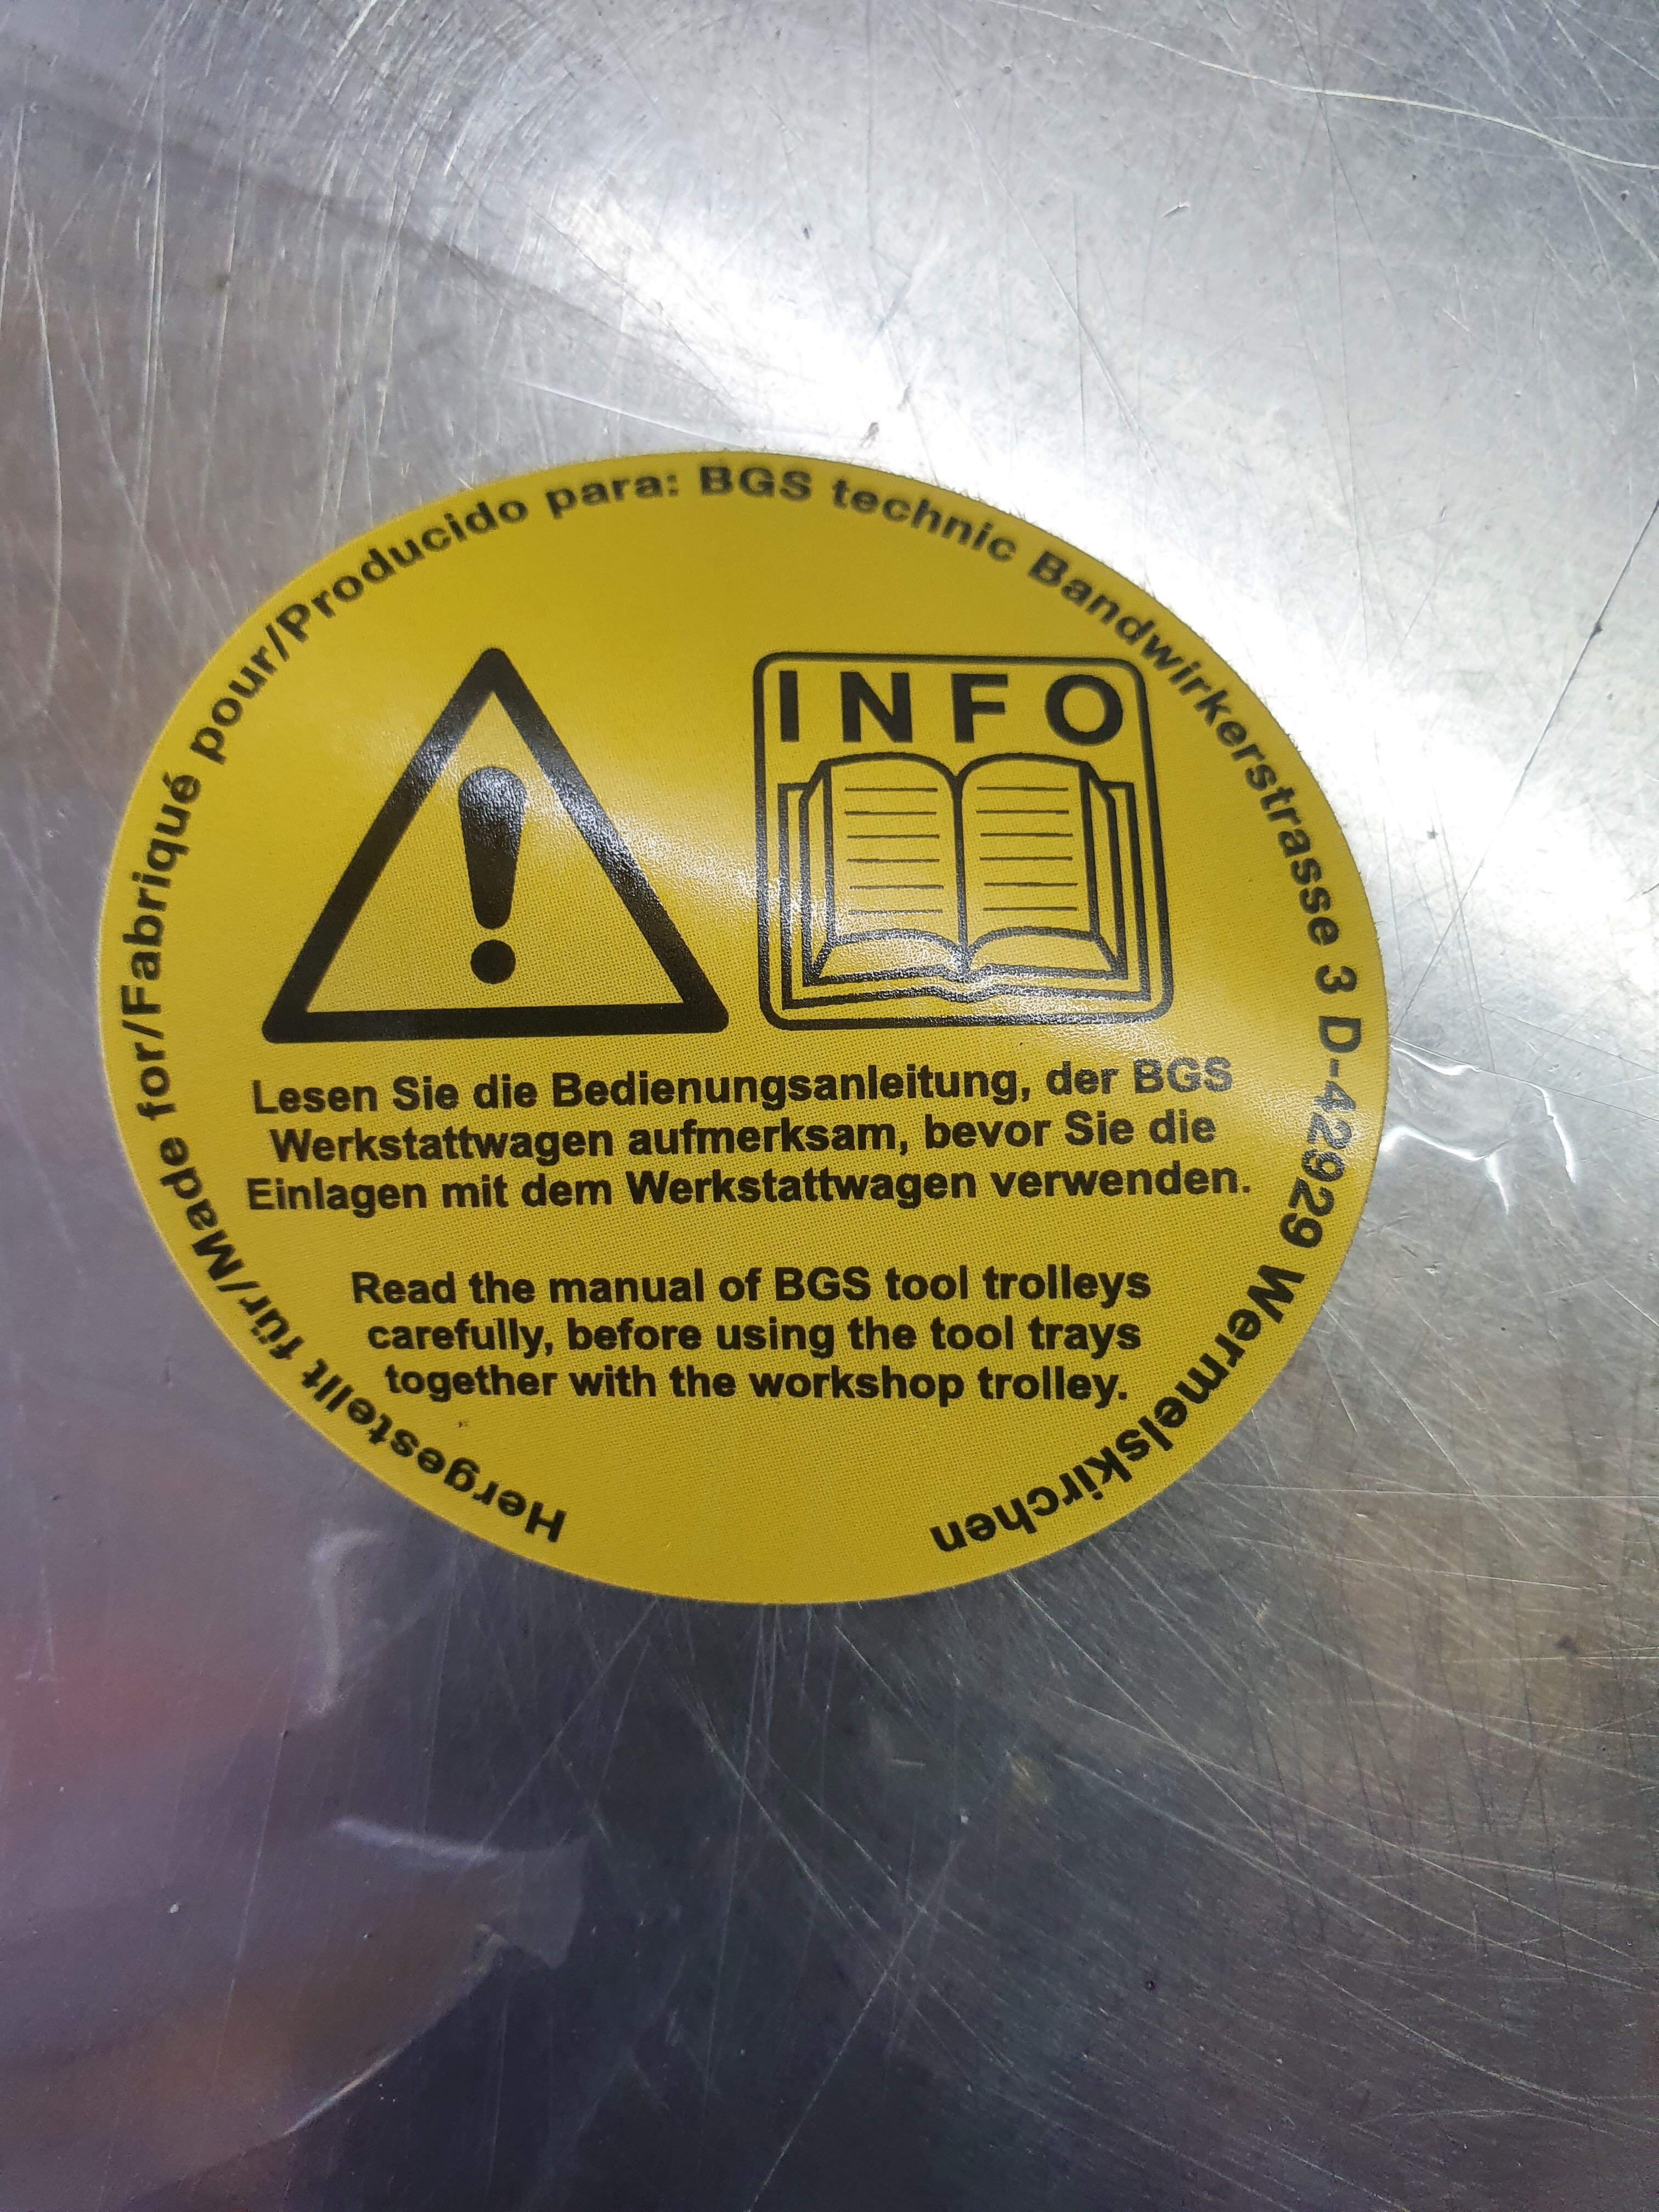 Hergestellt für/Made for/Fabriqué pour/Producido para: BGS technic Bandwirkerstrasse 3 D-42929 Wermelskirchen
INFO
Lesen Sie die Bedienungsanleitung, der BGS
Werkstattwagen aufmerksam, bevor Sie die
Einlagen mit dem Werkstattwagen verwenden.
Read the manual of BGS tool trolleys
carefully, before using the tool trays
together with the workshop trolley.